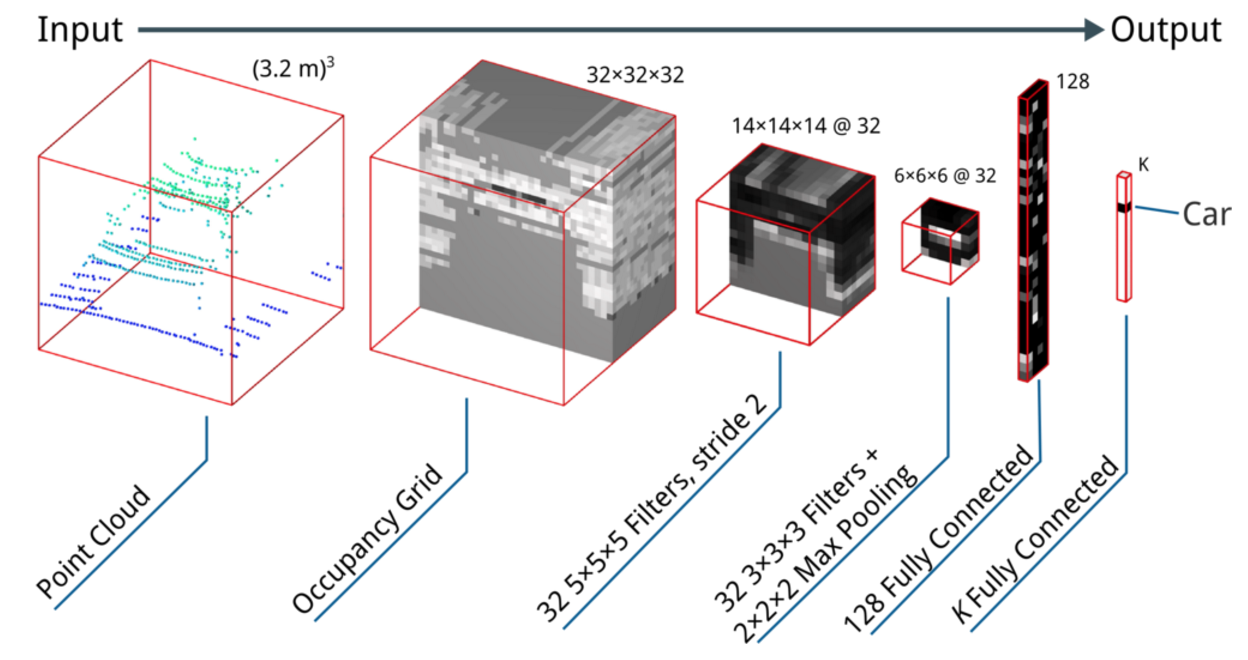 Input
Output
(3.2 m)³
32×32×32
14×14×14 @ 32
6×6×6 @ 32
128
K
Car
Point Cloud
Occupancy Grid
32 5×5×5 Filters, stride 2
32 3×3×3 Filters +
2×2×2 Max Pooling
128 Fully Connected
K Fully Connected